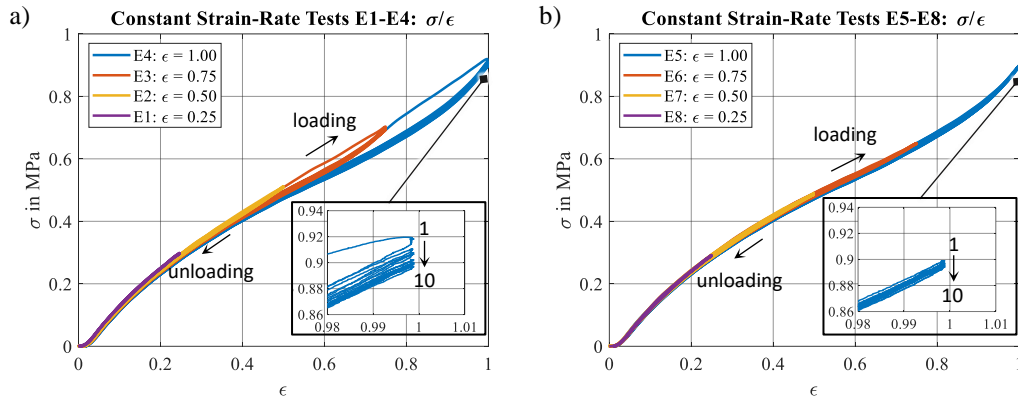 a)
Constant Strain-Rate Tests E1-E4: σ/ϵ
1
0.8
0.6
0.4
0.2
0
σ in MPa
E4: ϵ = 1.00
E3: ϵ = 0.75
E2: ϵ = 0.50
E1: ϵ = 0.25
loading
unloading
0.94
0.92
0.9
0.88
0.86
1
10
0.98 0.99 1 1.01
0 0.2 0.4 0.6 0.8 1
ϵ
b)
Constant Strain-Rate Tests E5-E8: σ/ϵ
1
0.8
0.6
0.4
0.2
0
σ in MPa
E5: ϵ = 1.00
E6: ϵ = 0.75
E7: ϵ = 0.50
E8: ϵ = 0.25
loading
unloading
0.94
0.92
0.9
0.88
0.86
1
10
0.98 0.99 1 1.01
0 0.2 0.4 0.6 0.8 1
ϵ